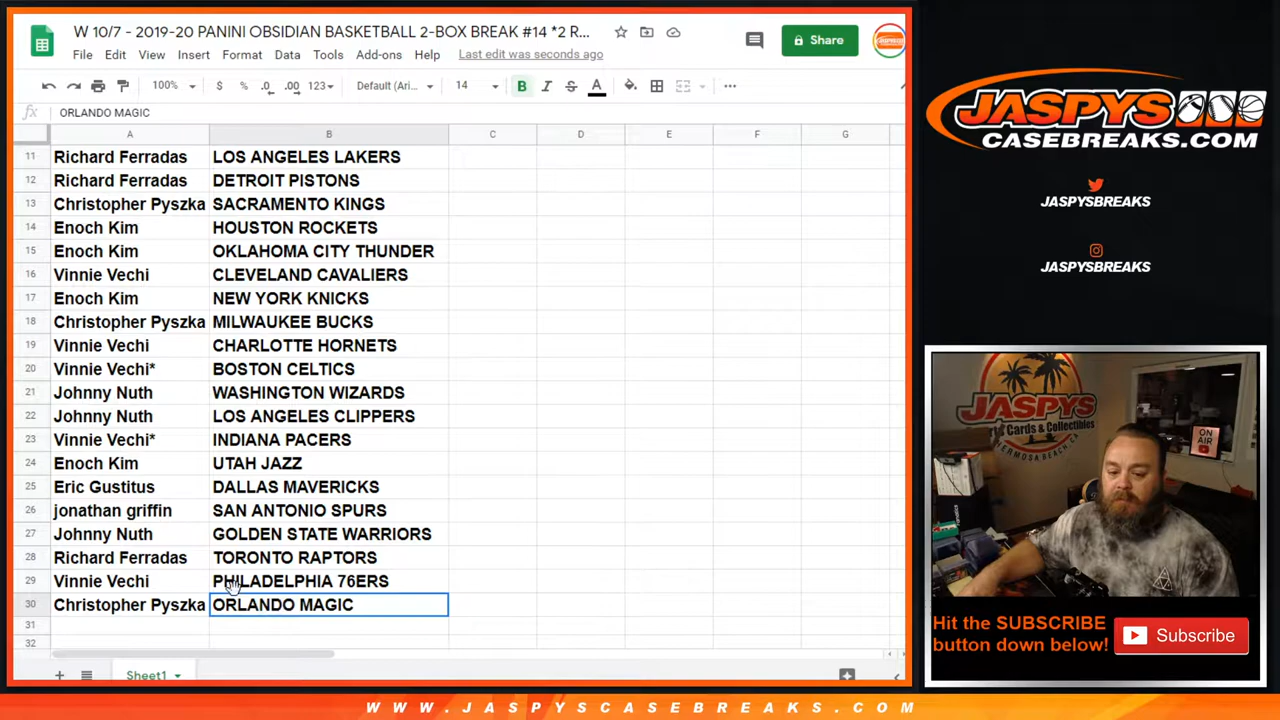 W 10/7 - 2019-20 PANINI OBSIDIAN BASKETBALL 2-BOX BREAK #14 *2 R...
File Edit View Insert Format Data Tools Add-ons Help Last edit was seconds ago
Share
100% $ % .0 .00 123 Default (Ari... 14 B I S A
fx ORLANDO MAGIC
A B C D E F G
11 Richard Ferradas LOS ANGELES LAKERS
12 Richard Ferradas DETROIT PISTONS
13 Christopher Pyszka SACRAMENTO KINGS
14 Enoch Kim HOUSTON ROCKETS
15 Enoch Kim OKLAHOMA CITY THUNDER
16 Vinnie Vechi CLEVELAND CAVALIERS
17 Enoch Kim NEW YORK KNICKS
18 Christopher Pyszka MILWAUKEE BUCKS
19 Vinnie Vechi CHARLOTTE HORNETS
20 Vinnie Vechi* BOSTON CELTICS
21 Johnny Nuth WASHINGTON WIZARDS
22 Johnny Nuth LOS ANGELES CLIPPERS
23 Vinnie Vechi* INDIANA PACERS
24 Enoch Kim UTAH JAZZ
25 Eric Gustitus DALLAS MAVERICKS
26 jonathan griffin SAN ANTONIO SPURS
27 Johnny Nuth GOLDEN STATE WARRIORS
28 Richard Ferradas TORONTO RAPTORS
29 Vinnie Vechi PHILADELPHIA 76ERS
30 Christopher Pyszka ORLANDO MAGIC
31
32
Sheet1
JASPYS
CASEBREAKS.COM
JASPYSBREAKS
JASPYSBREAKS
JASPYS
Cards & Collectibles
HERMOSA BEACH, CA
ON AIR
Hit the SUBSCRIBE
button down below!
Subscribe
WWW.JASPYSCASEBREAKS.COM